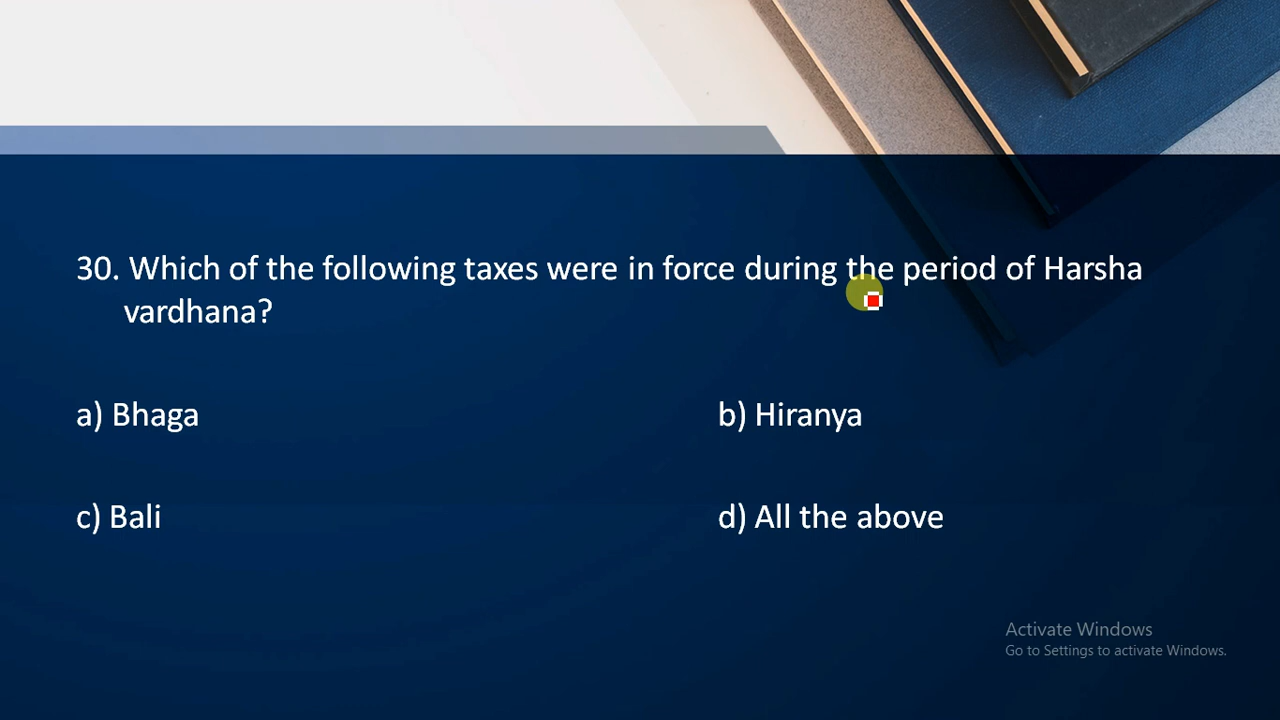 30. Which of the following taxes were in force during the period of Harsha
vardhana?
a) Bhaga
b) Hiranya
c) Bali
d) All the above
Activate Windows
Go to Settings to activate Windows.